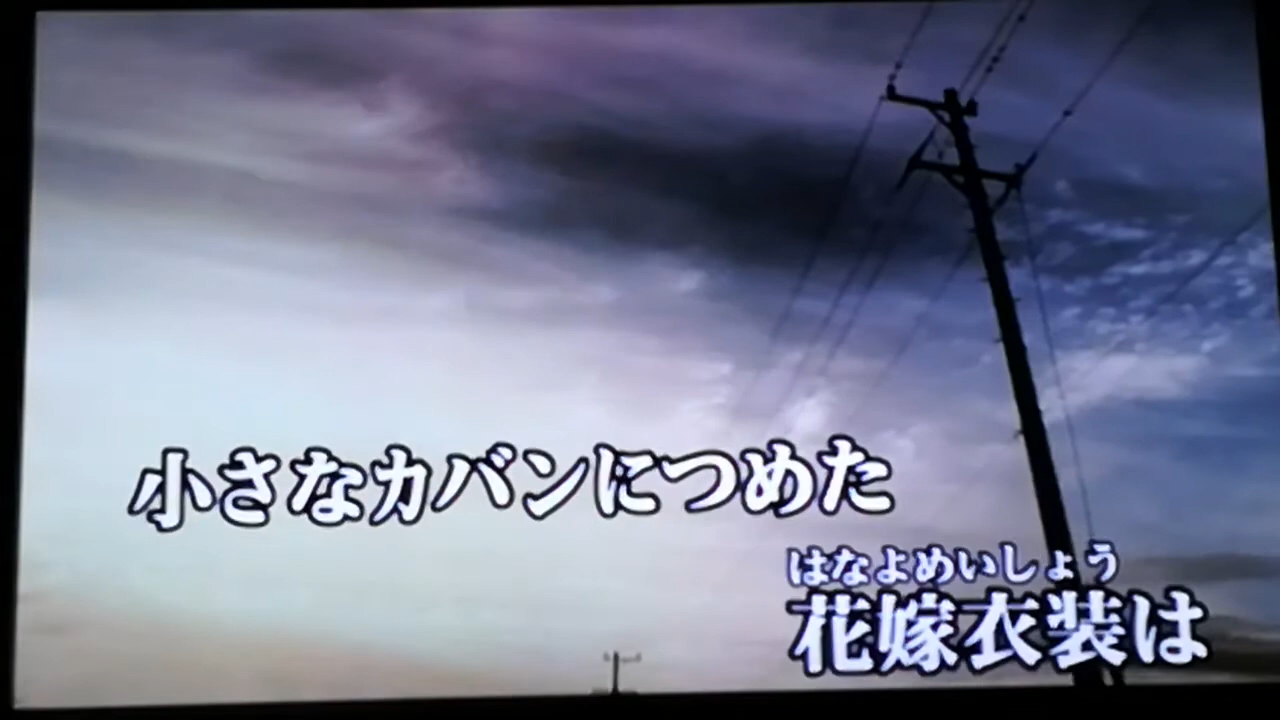 小さなカバンにつめた
はなよめいしょう
花嫁衣装は